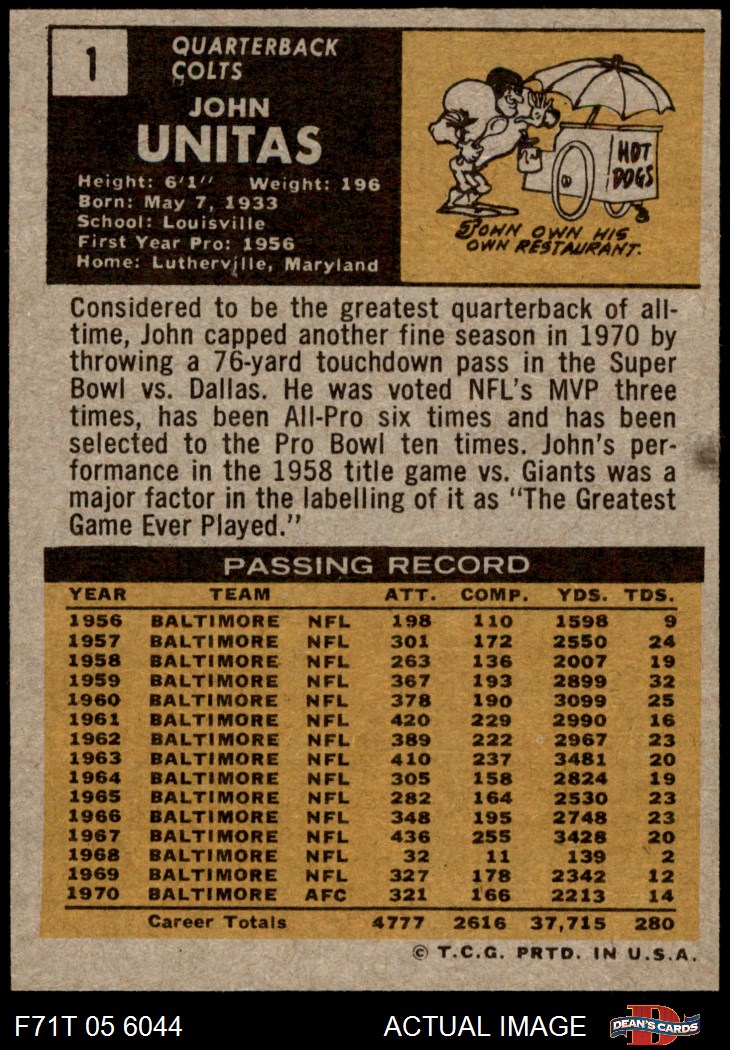 1
QUARTERBACK
COLTS
JOHN
UNITAS
Height: 6'1" Weight: 196
Born: May 7, 1933
School: Louisville
First Year Pro: 1956
Home: Lutherville, Maryland
HOT
DOGS
JOHN OWN HIS
OWN RESTAURANT.
Considered to be the greatest quarterback of all-
time, John capped another fine season in 1970 by
throwing a 76-yard touchdown pass in the Super
Bowl vs. Dallas. He was voted NFL's MVP three
times, has been All-Pro six times and has been
selected to the Pro Bowl ten times. John's per-
formance in the 1958 title game vs. Giants was a
major factor in the labelling of it as "The Greatest
Game Ever Played."
PASSING RECORD
YEAR TEAM ATT. COMP. YDS. TDS.
1956 BALTIMORE NFL 198 110 1598 9
1957 BALTIMORE NFL 301 172 2550 24
1958 BALTIMORE NFL 263 136 2007 19
1959 BALTIMORE NFL 367 193 2899 32
1960 BALTIMORE NFL 378 190 3099 25
1961 BALTIMORE NFL 420 229 2990 16
1962 BALTIMORE NFL 389 222 2967 23
1963 BALTIMORE NFL 410 237 3481 20
1964 BALTIMORE NFL 305 158 2824 19
1965 BALTIMORE NFL 282 164 2530 23
1966 BALTIMORE NFL 348 195 2748 23
1967 BALTIMORE NFL 436 255 3428 20
1968 BALTIMORE NFL 32 11 139 2
1969 BALTIMORE NFL 327 178 2342 12
1970 BALTIMORE AFC 321 166 2213 14
Career Totals 4777 2616 37,715 280
© T.C.G. PRTD. IN U.S.A.
F71T 05 6044 ACTUAL IMAGE D DEAN'S CARDS